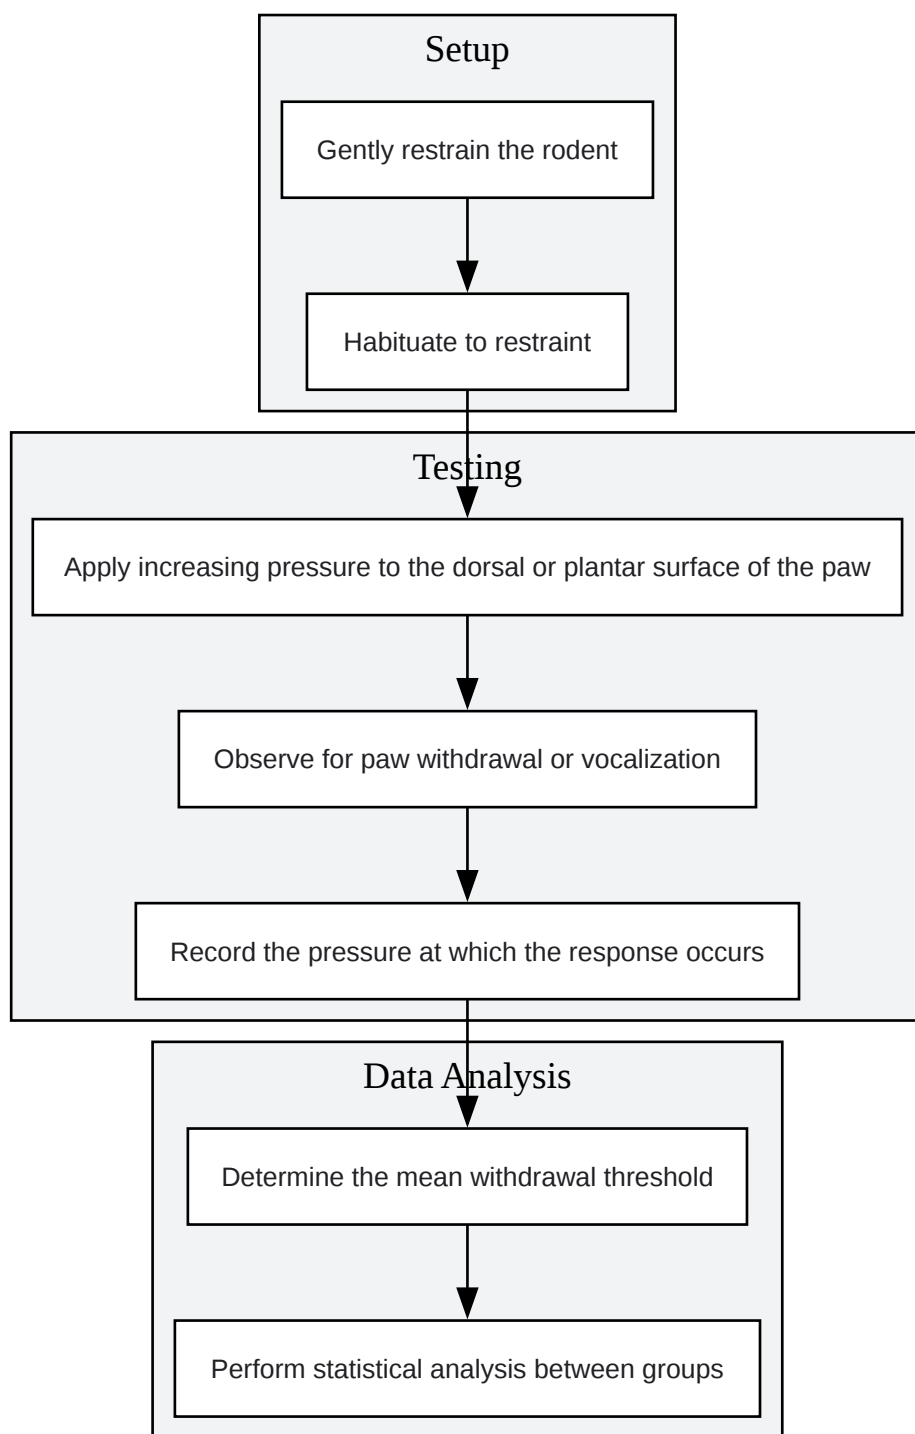 Setup
Gently restrain the rodent
Habituate to restraint
Testing
Apply increasing pressure to the dorsal or plantar surface of the paw
Observe for paw withdrawal or vocalization
Record the pressure at which the response occurs
Data Analysis
Determine the mean withdrawal threshold
Perform statistical analysis between groups